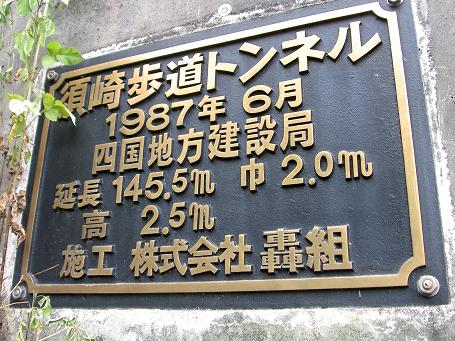 須崎歩道トンネル
1987年 6月
四国地方建設局
延長 145.5m 巾 2.0m
高 2.5m
施工 株式会社 轟組